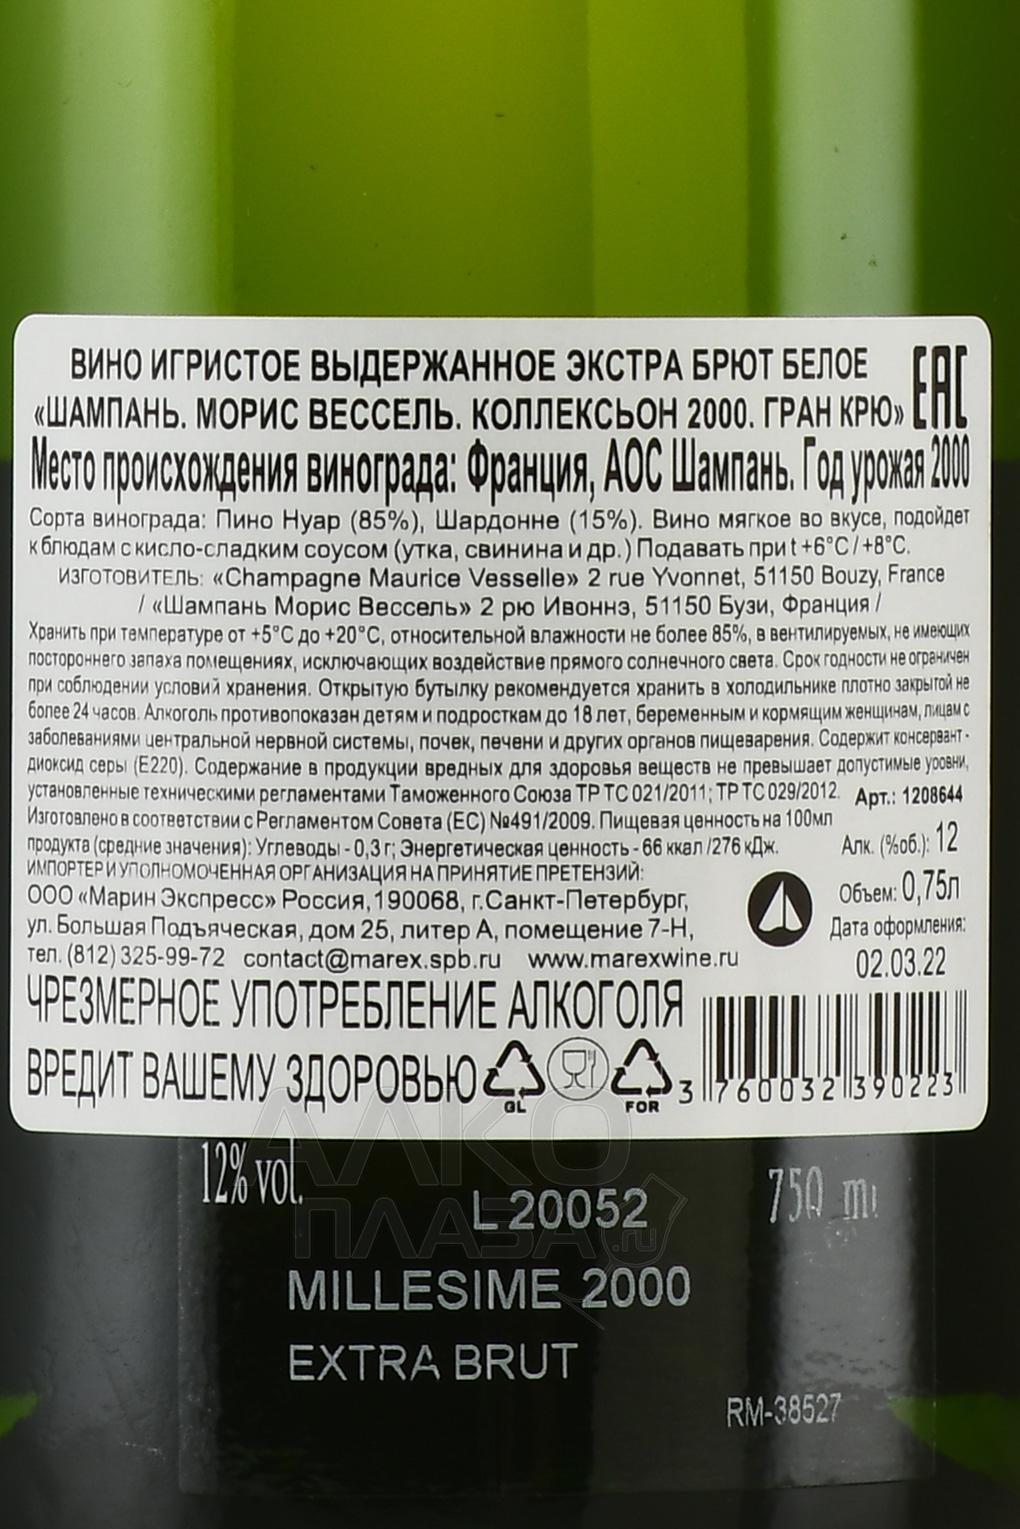 ВИНО ИГРИСТОЕ ВЫДЕРЖАННОЕ ЭКСТРА БРЮТ БЕЛОЕ
«ШАМПАНЬ. МОРИС ВЕССЕЛЬ. КОЛЛЕКСЬОН 2000. ГРАН КРЮ» EAC
Место происхождения винограда: Франция, АОС Шампань. Год урожая 2000
Сорта винограда: Пино Нуар (85%), Шардонне (15%). Вино мягкое во вкусе, подойдет
к блюдам с кисло-сладким соусом (утка, свинина и др.) Подавать при t +6°C / +8°C.
ИЗГОТОВИТЕЛЬ: «Champagne Maurice Vesselle» 2 rue Yvonnet, 51150 Bouzy, France
/ «Шампань Морис Вессель» 2 рю Ивоннэ, 51150 Бузи, Франция /
Хранить при температуре от +5°C до +20°C, относительной влажности не более 85%, в вентилируемых, не имеющих
постороннего запаха помещениях, исключающих воздействие прямого солнечного света. Срок годности не ограничен
при соблюдении условий хранения. Открытую бутылку рекомендуется хранить в холодильнике плотно закрытой не
более 24 часов. Алкоголь противопоказан детям и подросткам до 18 лет, беременным и кормящим женщинам, лицам с
заболеваниями центральной нервной системы, почек, печени и других органов пищеварения. Содержит консервант -
диоксид серы (Е220). Содержание в продукции вредных для здоровья веществ не превышает допустимые уровни,
установленные техническими регламентами Таможенного Союза ТР ТС 021/2011; ТР ТС 029/2012. Арт.: 1208644
Изготовлено в соответствии с Регламентом Совета (ЕС) №491/2009. Пищевая ценность на 100мл
продукта (средние значения): Углеводы - 0,3 г; Энергетическая ценность - 66 ккал /276 кДж. Алк. (%об.): 12
ИМПОРТЕР И УПОЛНОМОЧЕННАЯ ОРГАНИЗАЦИЯ НА ПРИНЯТИЕ ПРЕТЕНЗИЙ:
ООО «Марин Экспресс» Россия, 190068, г.Санкт-Петербург, Объем: 0,75л
ул. Большая Подъяческая, дом 25, литер А, помещение 7-Н, Дата оформления:
тел. (812) 325-99-72 contact@marex.spb.ru www.marexwine.ru 02.03.22
ЧРЕЗМЕРНОЕ УПОТРЕБЛЕНИЕ АЛКОГОЛЯ
ВРЕДИТ ВАШЕМУ ЗДОРОВЬЮ GL FOR 3 760032 390223
12% vol. 750 ml
L 20052
АЛКО
ПЛАЗА.ru
MILLESIME 2000
EXTRA BRUT
RM-38527